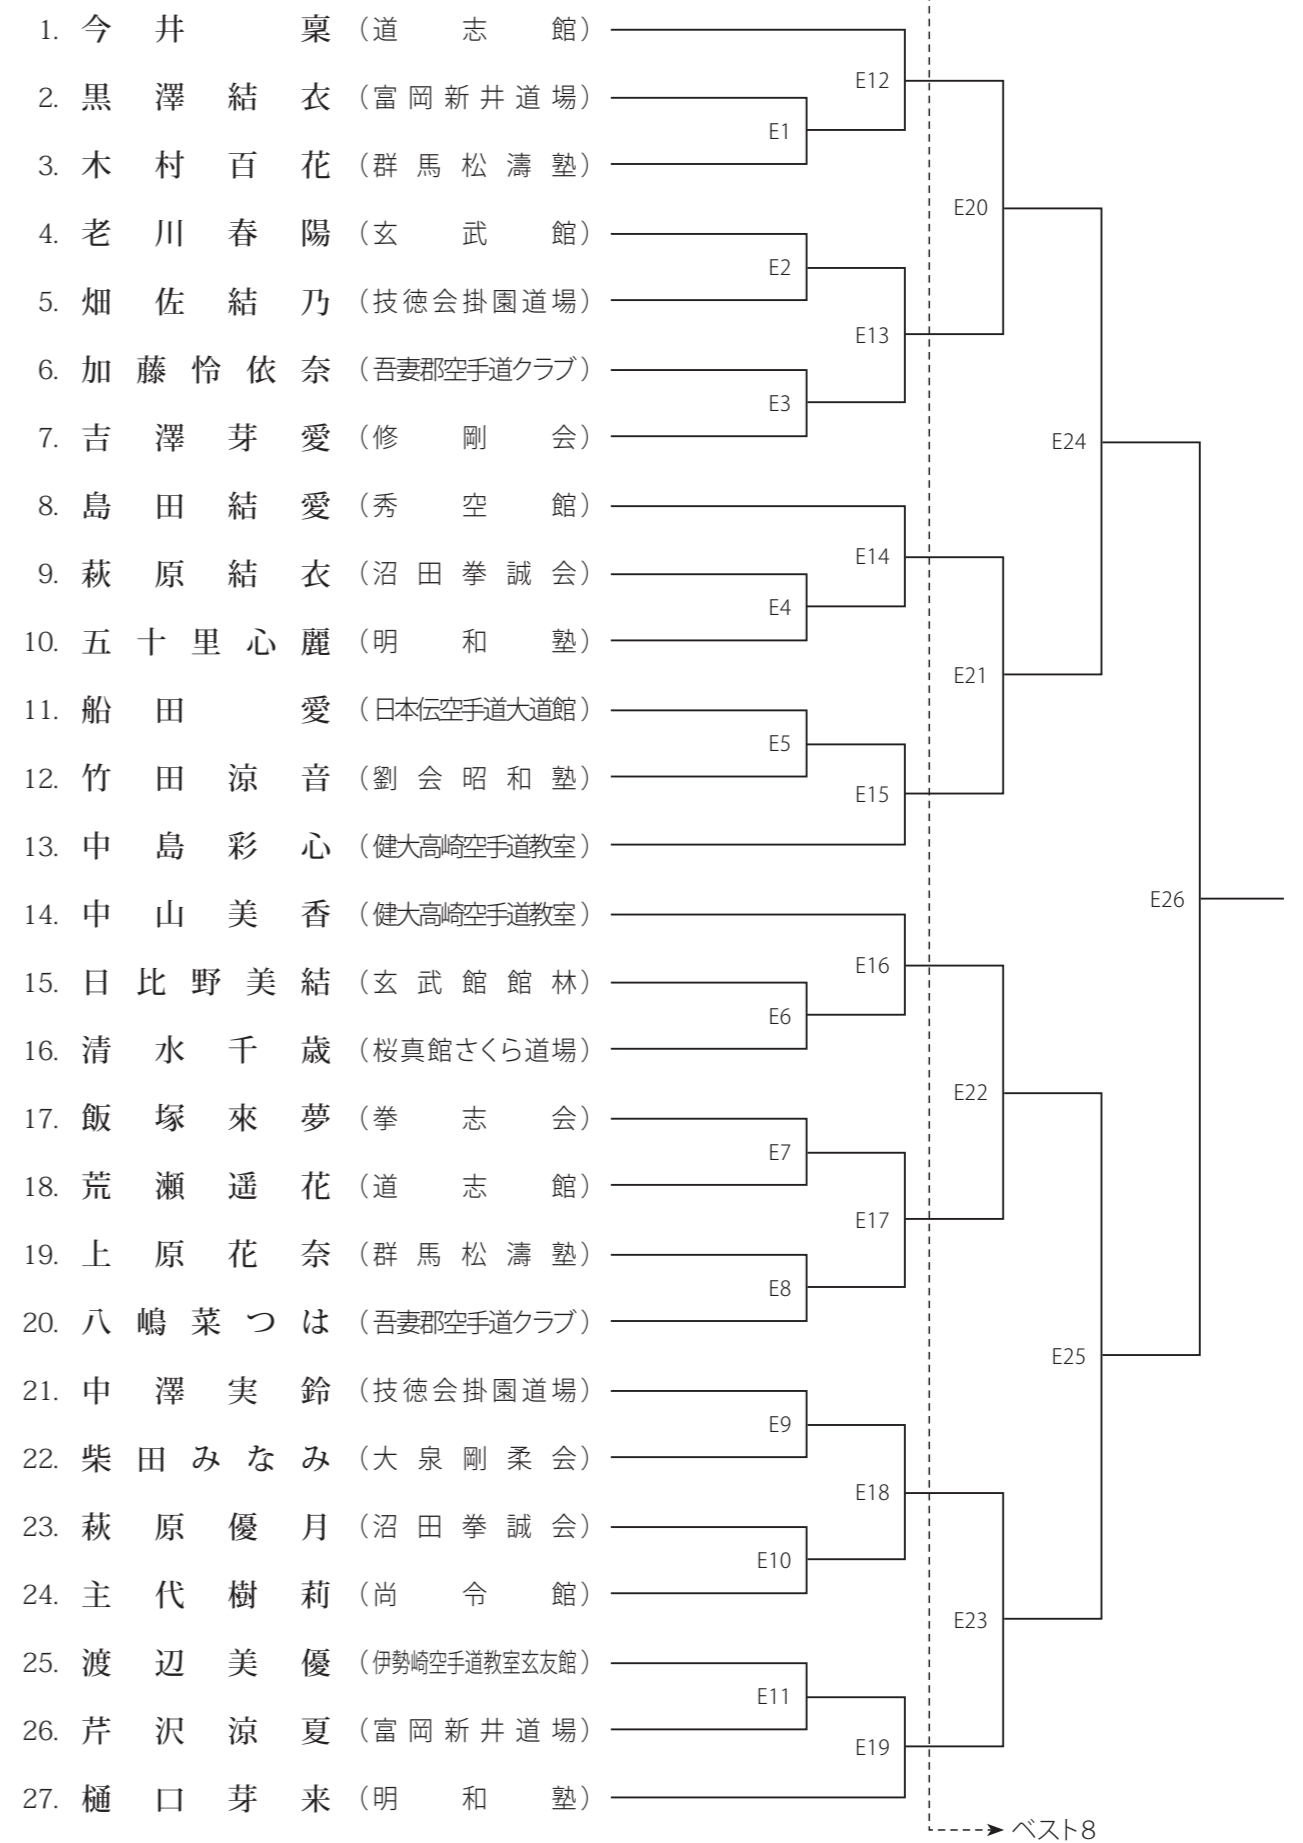 1. 今井 稟 (道志館)
E12
2. 黒澤結衣 (富岡新井道場)
E1
3. 木村百花 (群馬松濤塾)
E20
4. 老川春陽 (玄武館)
E2
5. 畑佐結乃 (技徳会掛園道場)
E13
6. 加藤怜依奈 (吾妻郡空手道クラブ)
E3
7. 吉澤芽愛 (修剛会)
E24
8. 島田結愛 (秀空館)
E14
9. 萩原結衣 (沼田拳誠会)
E4
10. 五十里心麗 (明和塾)
E21
11. 船田 愛 (日本伝空手道大道館)
E5
12. 竹田涼音 (劉会昭和塾)
E15
13. 中島彩心 (健大高崎空手道教室)
E26
14. 中山美香 (健大高崎空手道教室)
E16
15. 日比野美結 (玄武館館林)
E6
16. 清水千歳 (桜真館さくら道場)
E22
17. 飯塚來夢 (拳志会)
E7
18. 荒瀬遥花 (道志館)
E17
19. 上原花奈 (群馬松濤塾)
E8
20. 八嶋菜つは (吾妻郡空手道クラブ)
E25
21. 中澤実鈴 (技徳会掛園道場)
E9
22. 柴田みなみ (大泉剛柔会)
E18
23. 萩原優月 (沼田拳誠会)
E10
24. 主代樹莉 (尚令館)
E23
25. 渡辺美優 (伊勢崎空手道教室玄友館)
E11
26. 芹沢涼夏 (富岡新井道場)
E19
27. 樋口芽来 (明和塾)
ベスト8